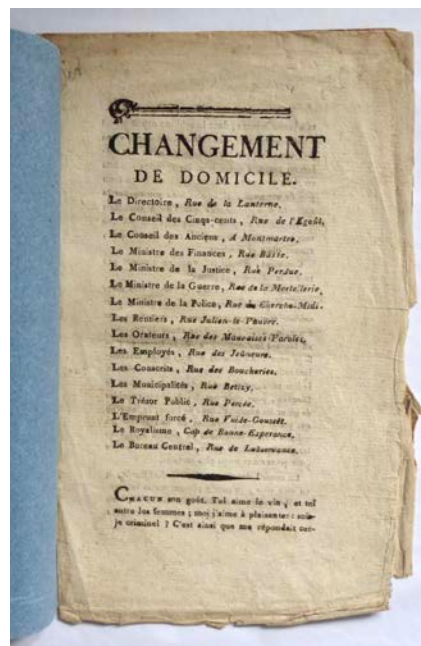 CHANGEMENT
DE DOMICILE.
Le Directoire, Rue de la Lanterne.
Le Conseil des Cinqs-cents, Rue de l'Egoût.
Le Conseil des Anciens, A Montmartre.
Le Ministre des Finances, Rue Basse.
Le Ministre de la Justice, Rue Perdue.
Le Ministre de la Guerre, Rue de la Mortellerie.
Le Ministre de la Police, Rue du Cherche-Midi.
Les Rentiers, Rue Julien-le-Pauvre.
Les Orateurs, Rue des Mauvaises-Paroles.
Les Employés, Rue des Jeûneurs.
Les Conscrits, Rue des Boucheries.
Les Municipalités, Rue Betizy.
Le Trésor Public, Rue Percée.
L'Emprunt forcé, Rue Vuide-Gousset.
Le Royalisme, Cap de Bonne-Esperance.
Le Bureau Central, Rue de
CHACUN son goût. Tel aime le vin, et tel
autre les femmes; moi j'aime à plaisanter: suis-
je criminel? C'est ainsi que me répondait